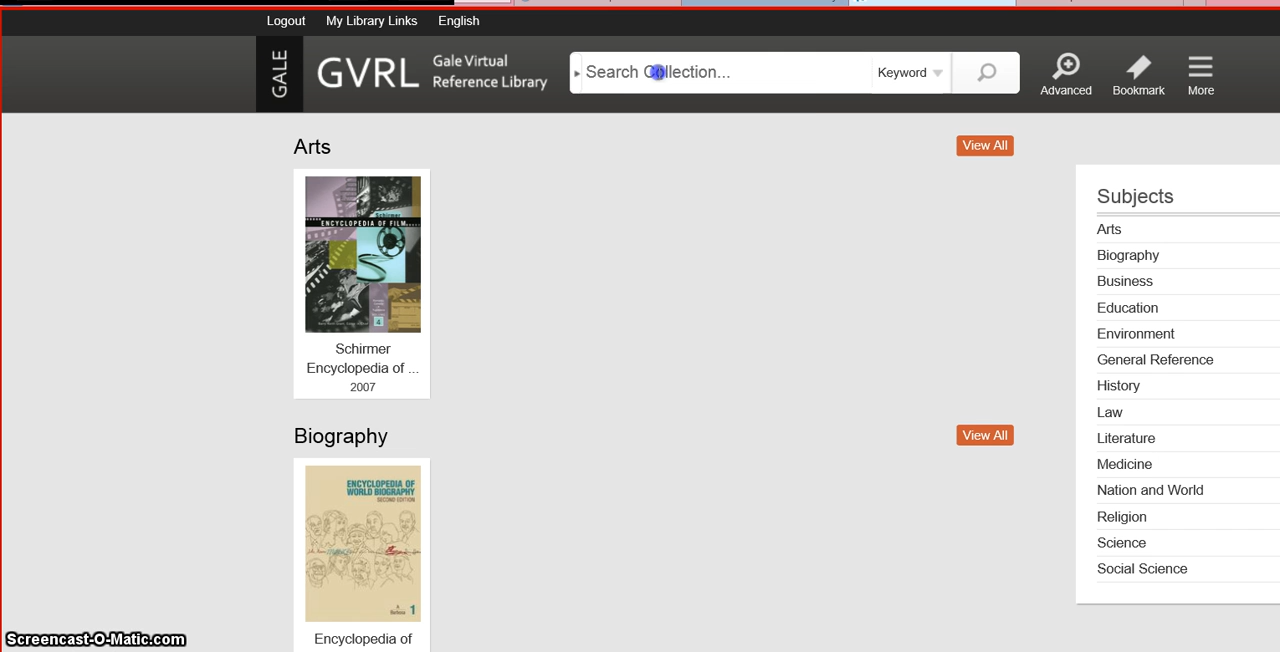 Logout My Library Links English
GALE
GVRL
Gale Virtual
Reference Library
Search Collection...
Keyword
Advanced
Bookmark
More
Arts
View All
Schirmer
ENCYCLOPEDIA OF FILM
4
Schirmer
Encyclopedia of ...
2007
Biography
View All
ENCYCLOPEDIA OF
WORLD BIOGRAPHY
SECOND EDITION
1
Encyclopedia of
Subjects
Arts
Biography
Business
Education
Environment
General Reference
History
Law
Literature
Medicine
Nation and World
Religion
Science
Social Science
Screencast-O-Matic.com